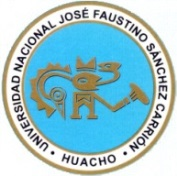 UNIVERSIDAD NACIONAL JOSÉ FAUSTINO SÁNCHEZ CARRIÓN
· HUACHO ·